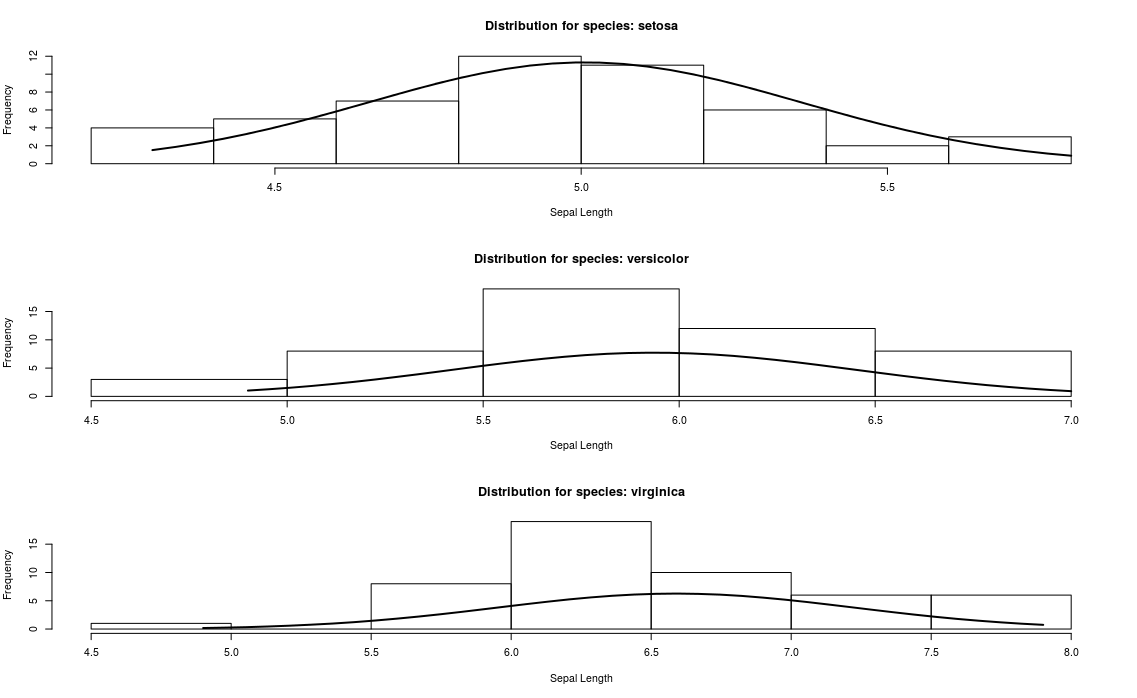 Distribution for species: setosa
Frequency
12
8
6
4
2
0
4.5 5.0 5.5
Sepal Length
Distribution for species: versicolor
Frequency
15
10
5
0
4.5 5.0 5.5 6.0 6.5 7.0
Sepal Length
Distribution for species: virginica
Frequency
15
10
5
0
4.5 5.0 5.5 6.0 6.5 7.0 7.5 8.0
Sepal Length